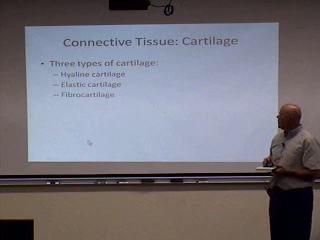 Connective Tissue: Cartilage
• Three types of cartilage:
– Hyaline cartilage
– Elastic cartilage
– Fibrocartilage